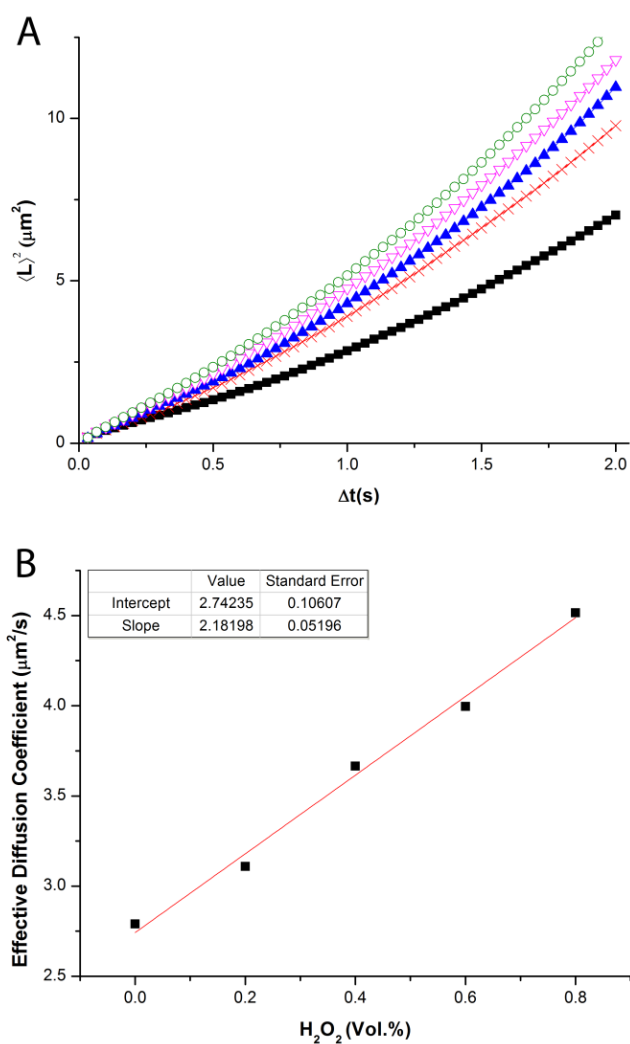 A
⟨L⟩² (μm²)
10
5
0
0.0 0.5 1.0 1.5 2.0
Δt(s)
B
Value Standard Error
Intercept 2.74235 0.10607
Slope 2.18198 0.05196
Effective Diffusion Coefficient (μm²/s)
4.5
4.0
3.5
3.0
2.5
0.0 0.2 0.4 0.6 0.8
H₂O₂ (Vol.%)